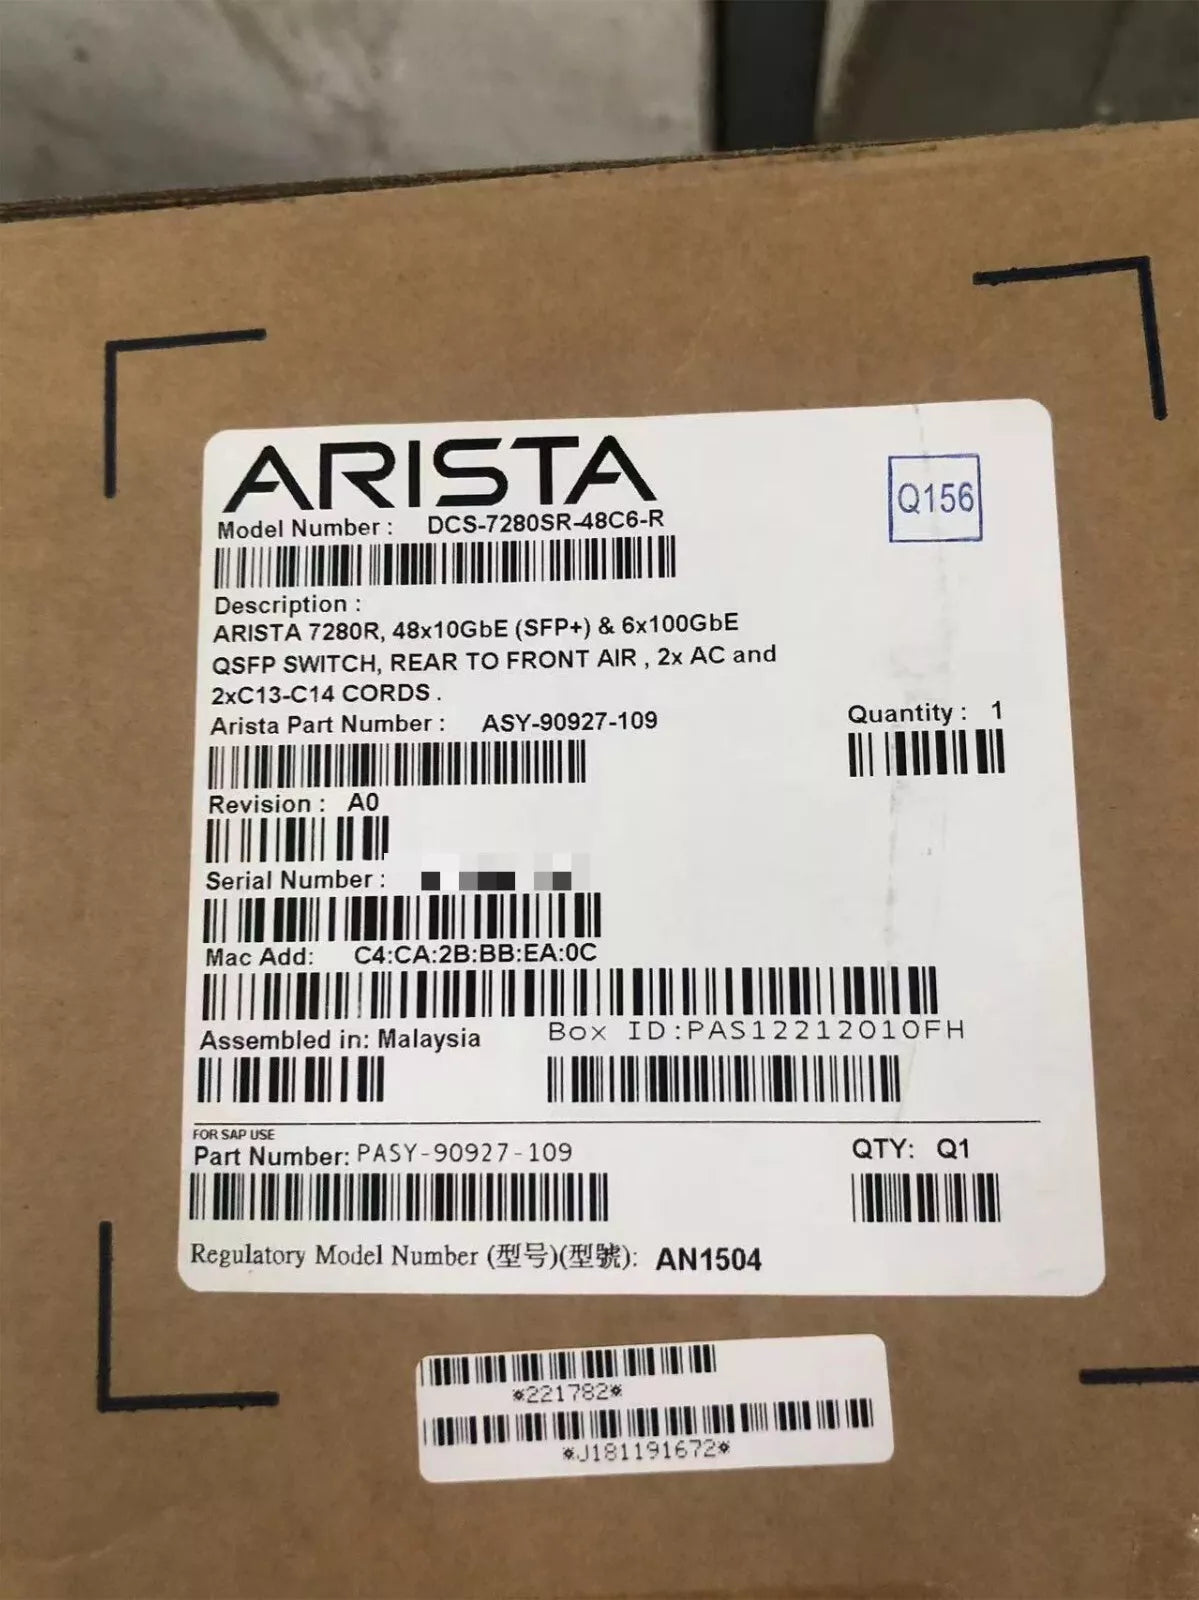 ARISTA
Q156
Model Number : DCS-7280SR-48C6-R
Description :
ARISTA 7280R, 48x10GbE (SFP+) & 6x100GbE
QSFP SWITCH, REAR TO FRONT AIR , 2x AC and
2xC13-C14 CORDS .
Arista Part Number : ASY-90927-109
Quantity : 1
Revision : A0
Serial Number :
Mac Add: C4:CA:2B:BB:EA:0C
Assembled in: Malaysia
Box ID:PAS12212010FH
FOR SAP USE
Part Number: PASY-90927-109
QTY: Q1
Regulatory Model Number (型号)(型號): AN1504
*221782*
*J181191672*